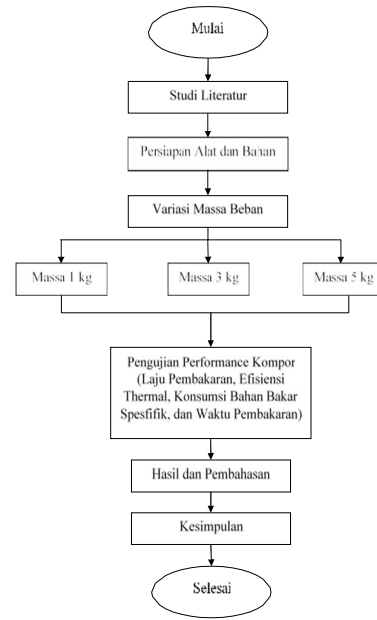 Mulai
Studi Literatur
Persiapan Alat dan Bahan
Variasi Massa Beban
Massa 1 kg
Massa 3 kg
Massa 5 kg
Pengujian Performance Kompor
(Laju Pembakaran, Efisiensi
Thermal, Konsumsi Bahan Bakar
Spesfifik, dan Waktu Pembakaran)
Hasil dan Pembahasan
Kesimpulan
Selesai